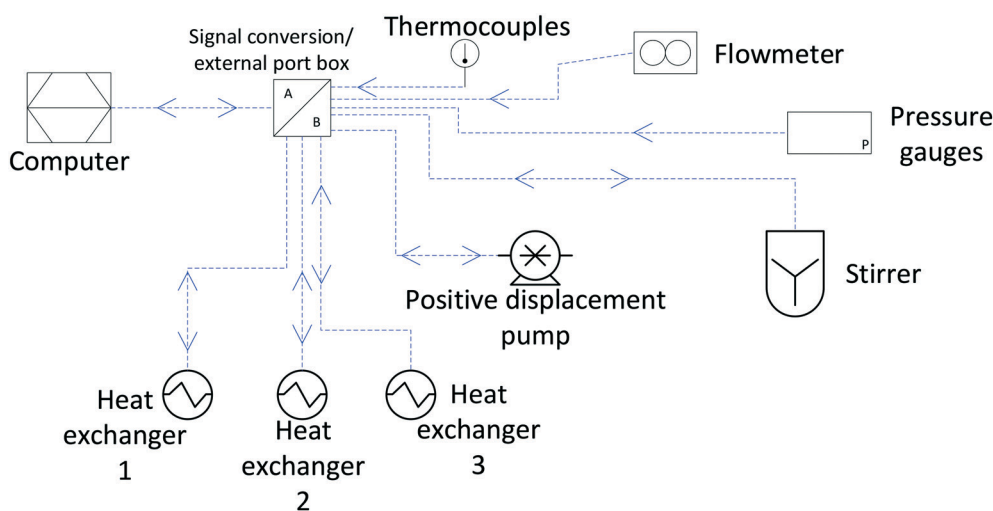 Signal conversion/
external port box
Thermocouples
Flowmeter
A
B
Computer
Pressure
gauges
P
Stirrer
Positive displacement
pump
Heat
exchanger
1
Heat
exchanger
2
Heat
exchanger
3